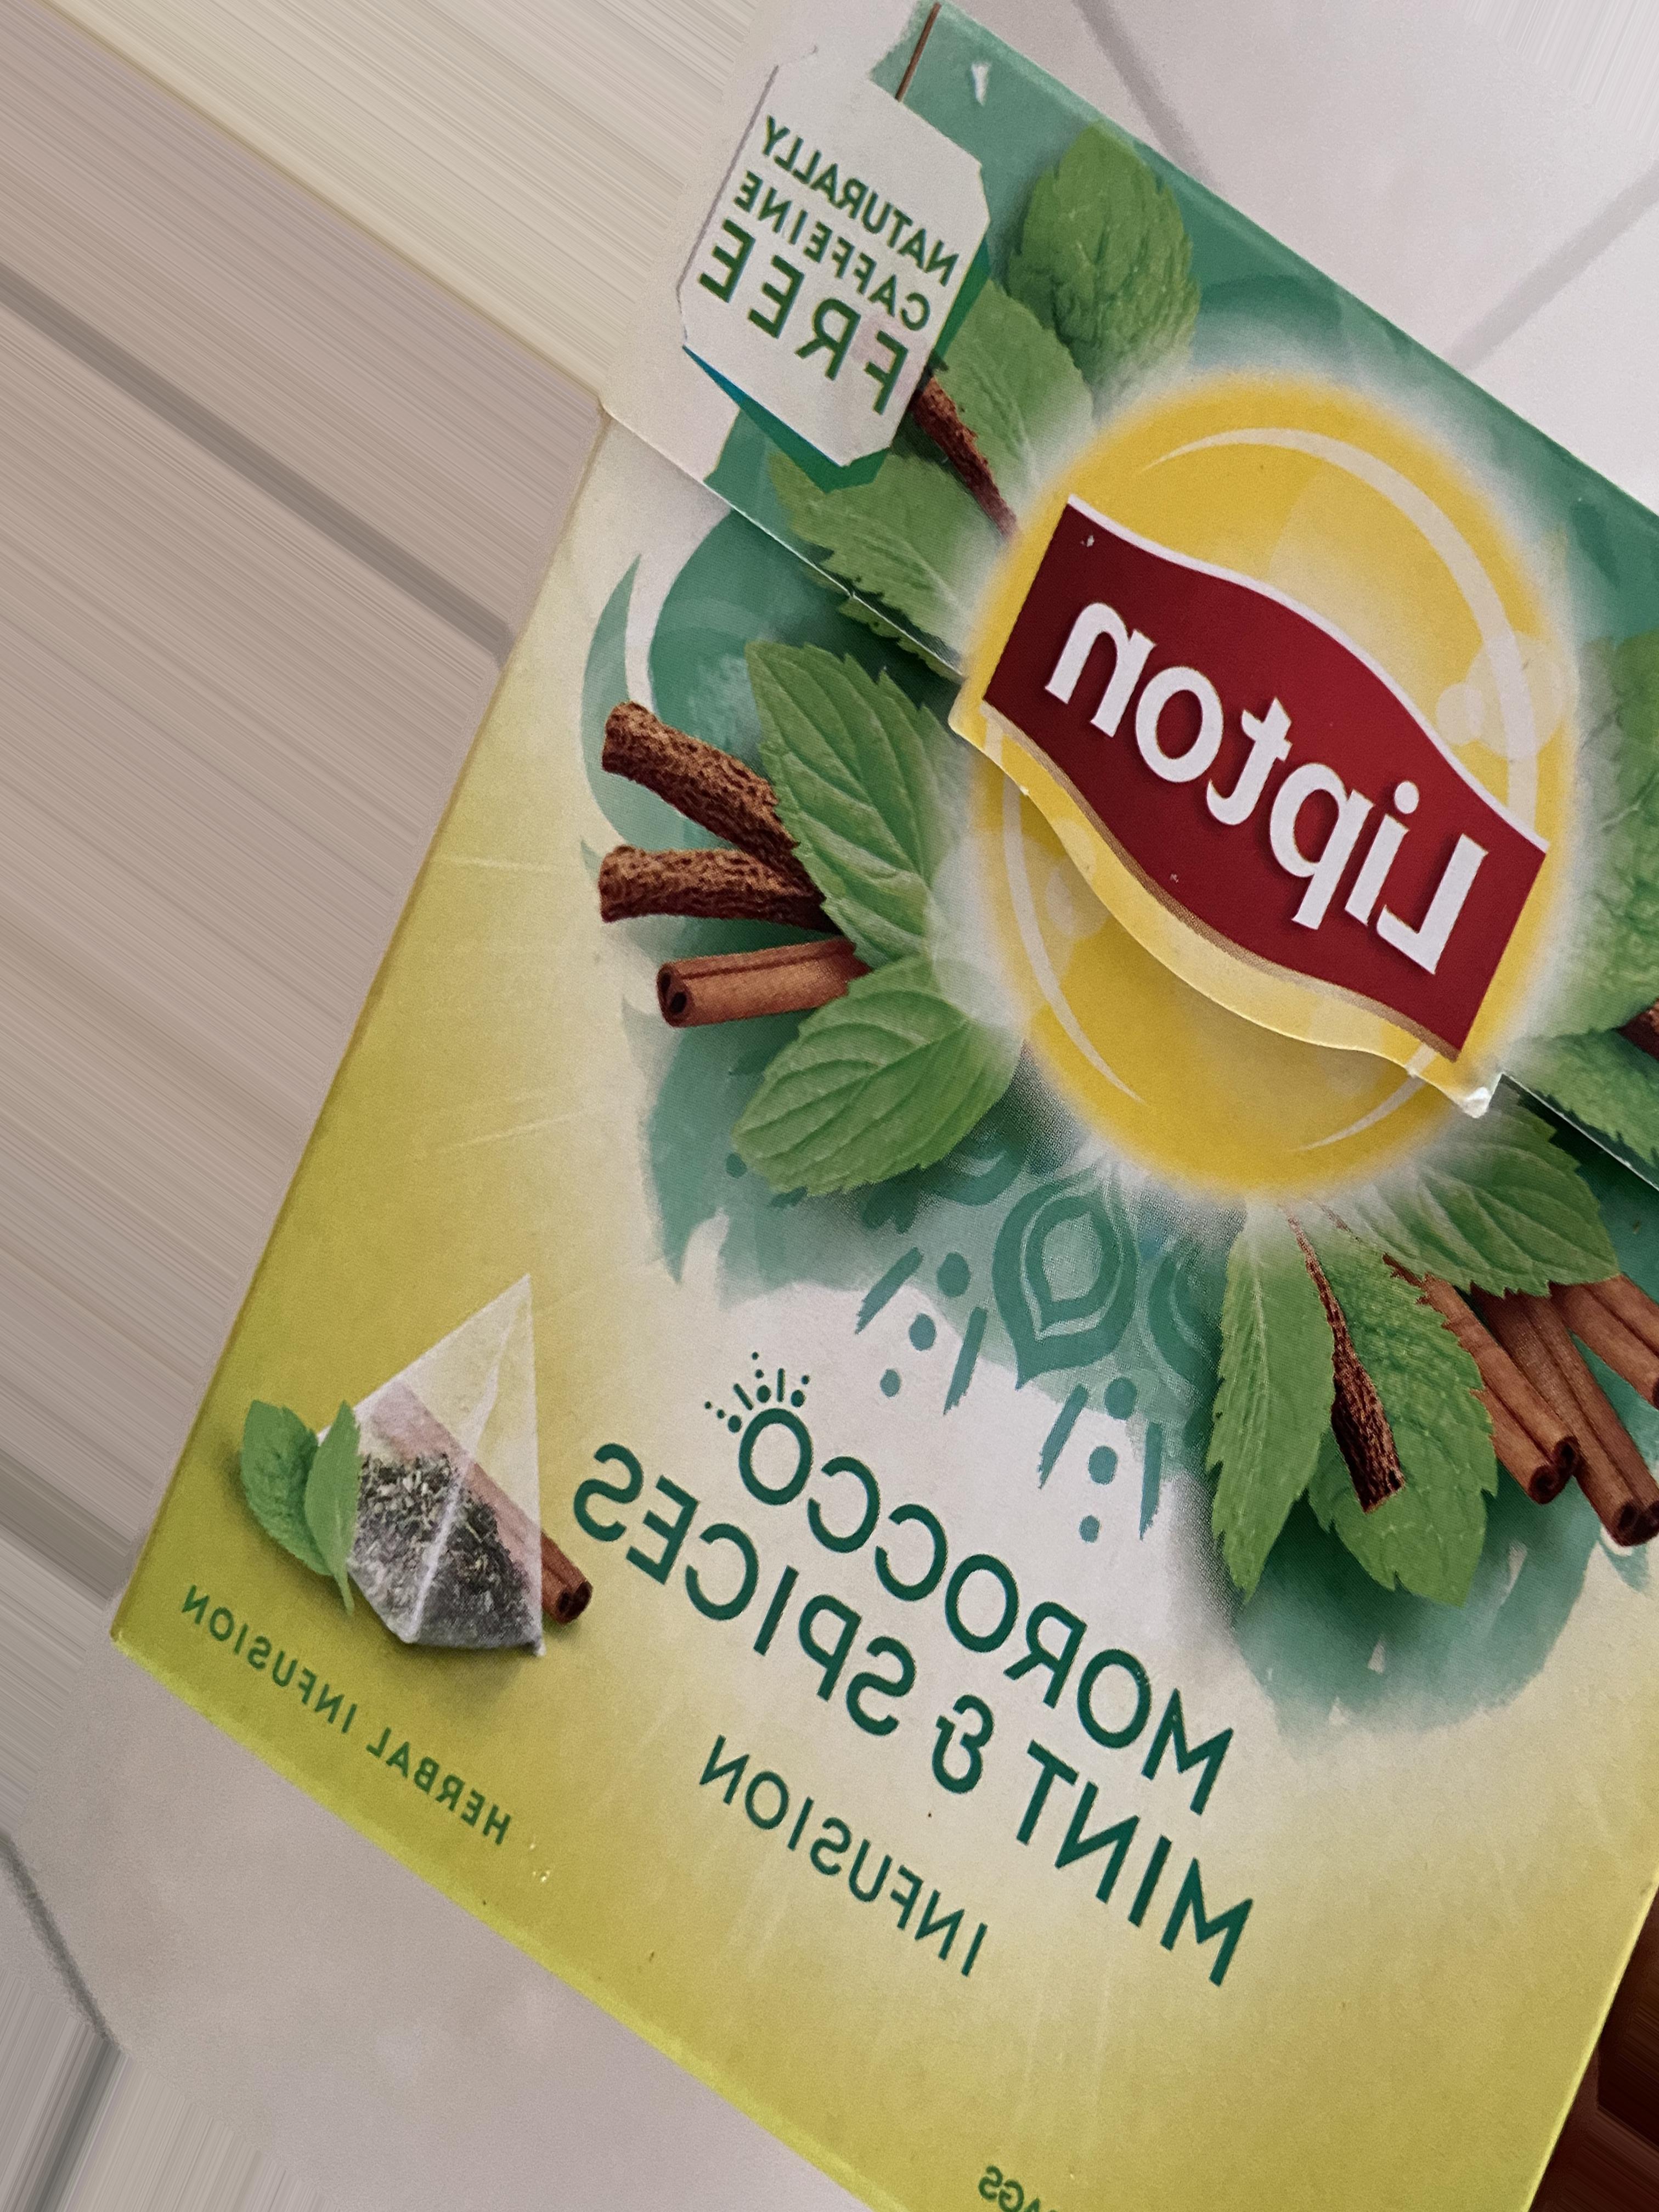 NATURALLY
CAFFEINE
FREE
Lipton
MOROCCO
MINT & SPICES
INFUSION
HERBAL INFUSION